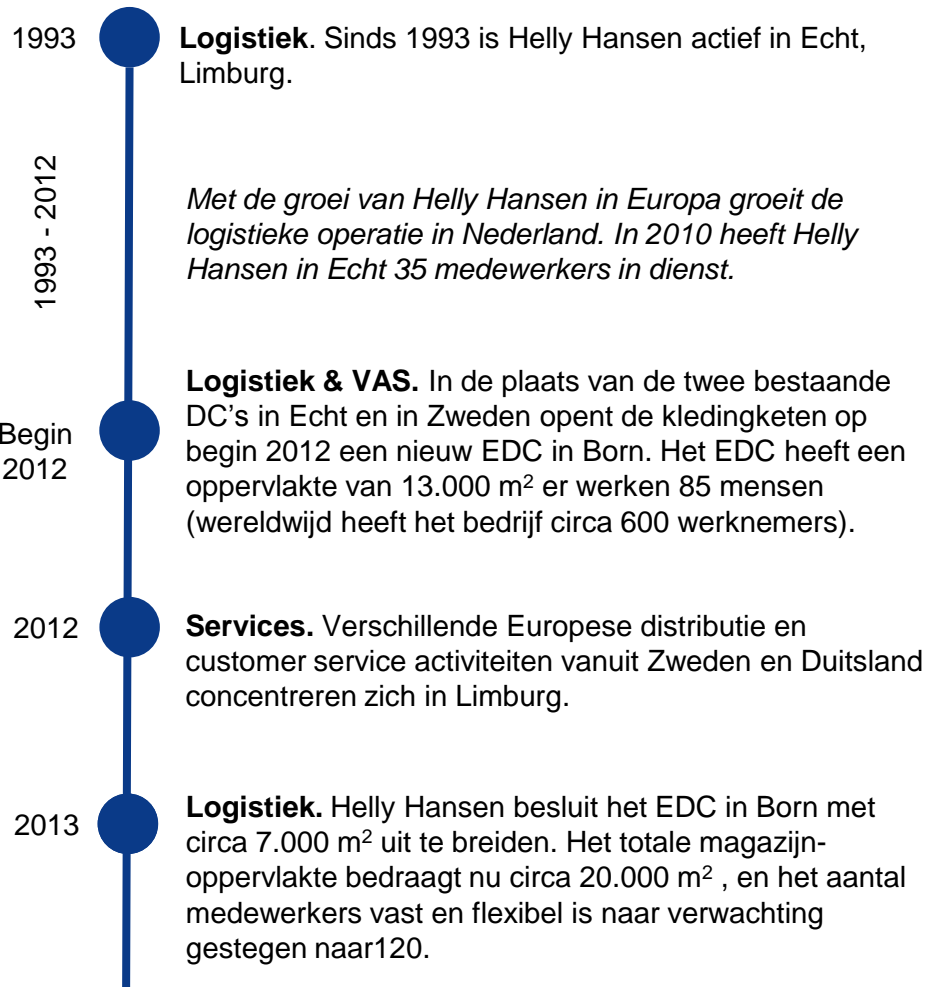 1993
Logistiek. Sinds 1993 is Helly Hansen actief in Echt,
Limburg.
1993 - 2012
Met de groei van Helly Hansen in Europa groeit de
logistieke operatie in Nederland. In 2010 heeft Helly
Hansen in Echt 35 medewerkers in dienst.
Begin
2012
Logistiek & VAS. In de plaats van de twee bestaande
DC's in Echt en in Zweden opent de kledingketen op
begin 2012 een nieuw EDC in Born. Het EDC heeft een
oppervlakte van 13.000 m² er werken 85 mensen
(wereldwijd heeft het bedrijf circa 600 werknemers).
2012
Services. Verschillende Europese distributie en
customer service activiteiten vanuit Zweden en Duitsland
concentreren zich in Limburg.
2013
Logistiek. Helly Hansen besluit het EDC in Born met
circa 7.000 m² uit te breiden. Het totale magazijn-
oppervlakte bedraagt nu circa 20.000 m² , en het aantal
medewerkers vast en flexibel is naar verwachting
gestegen naar120.